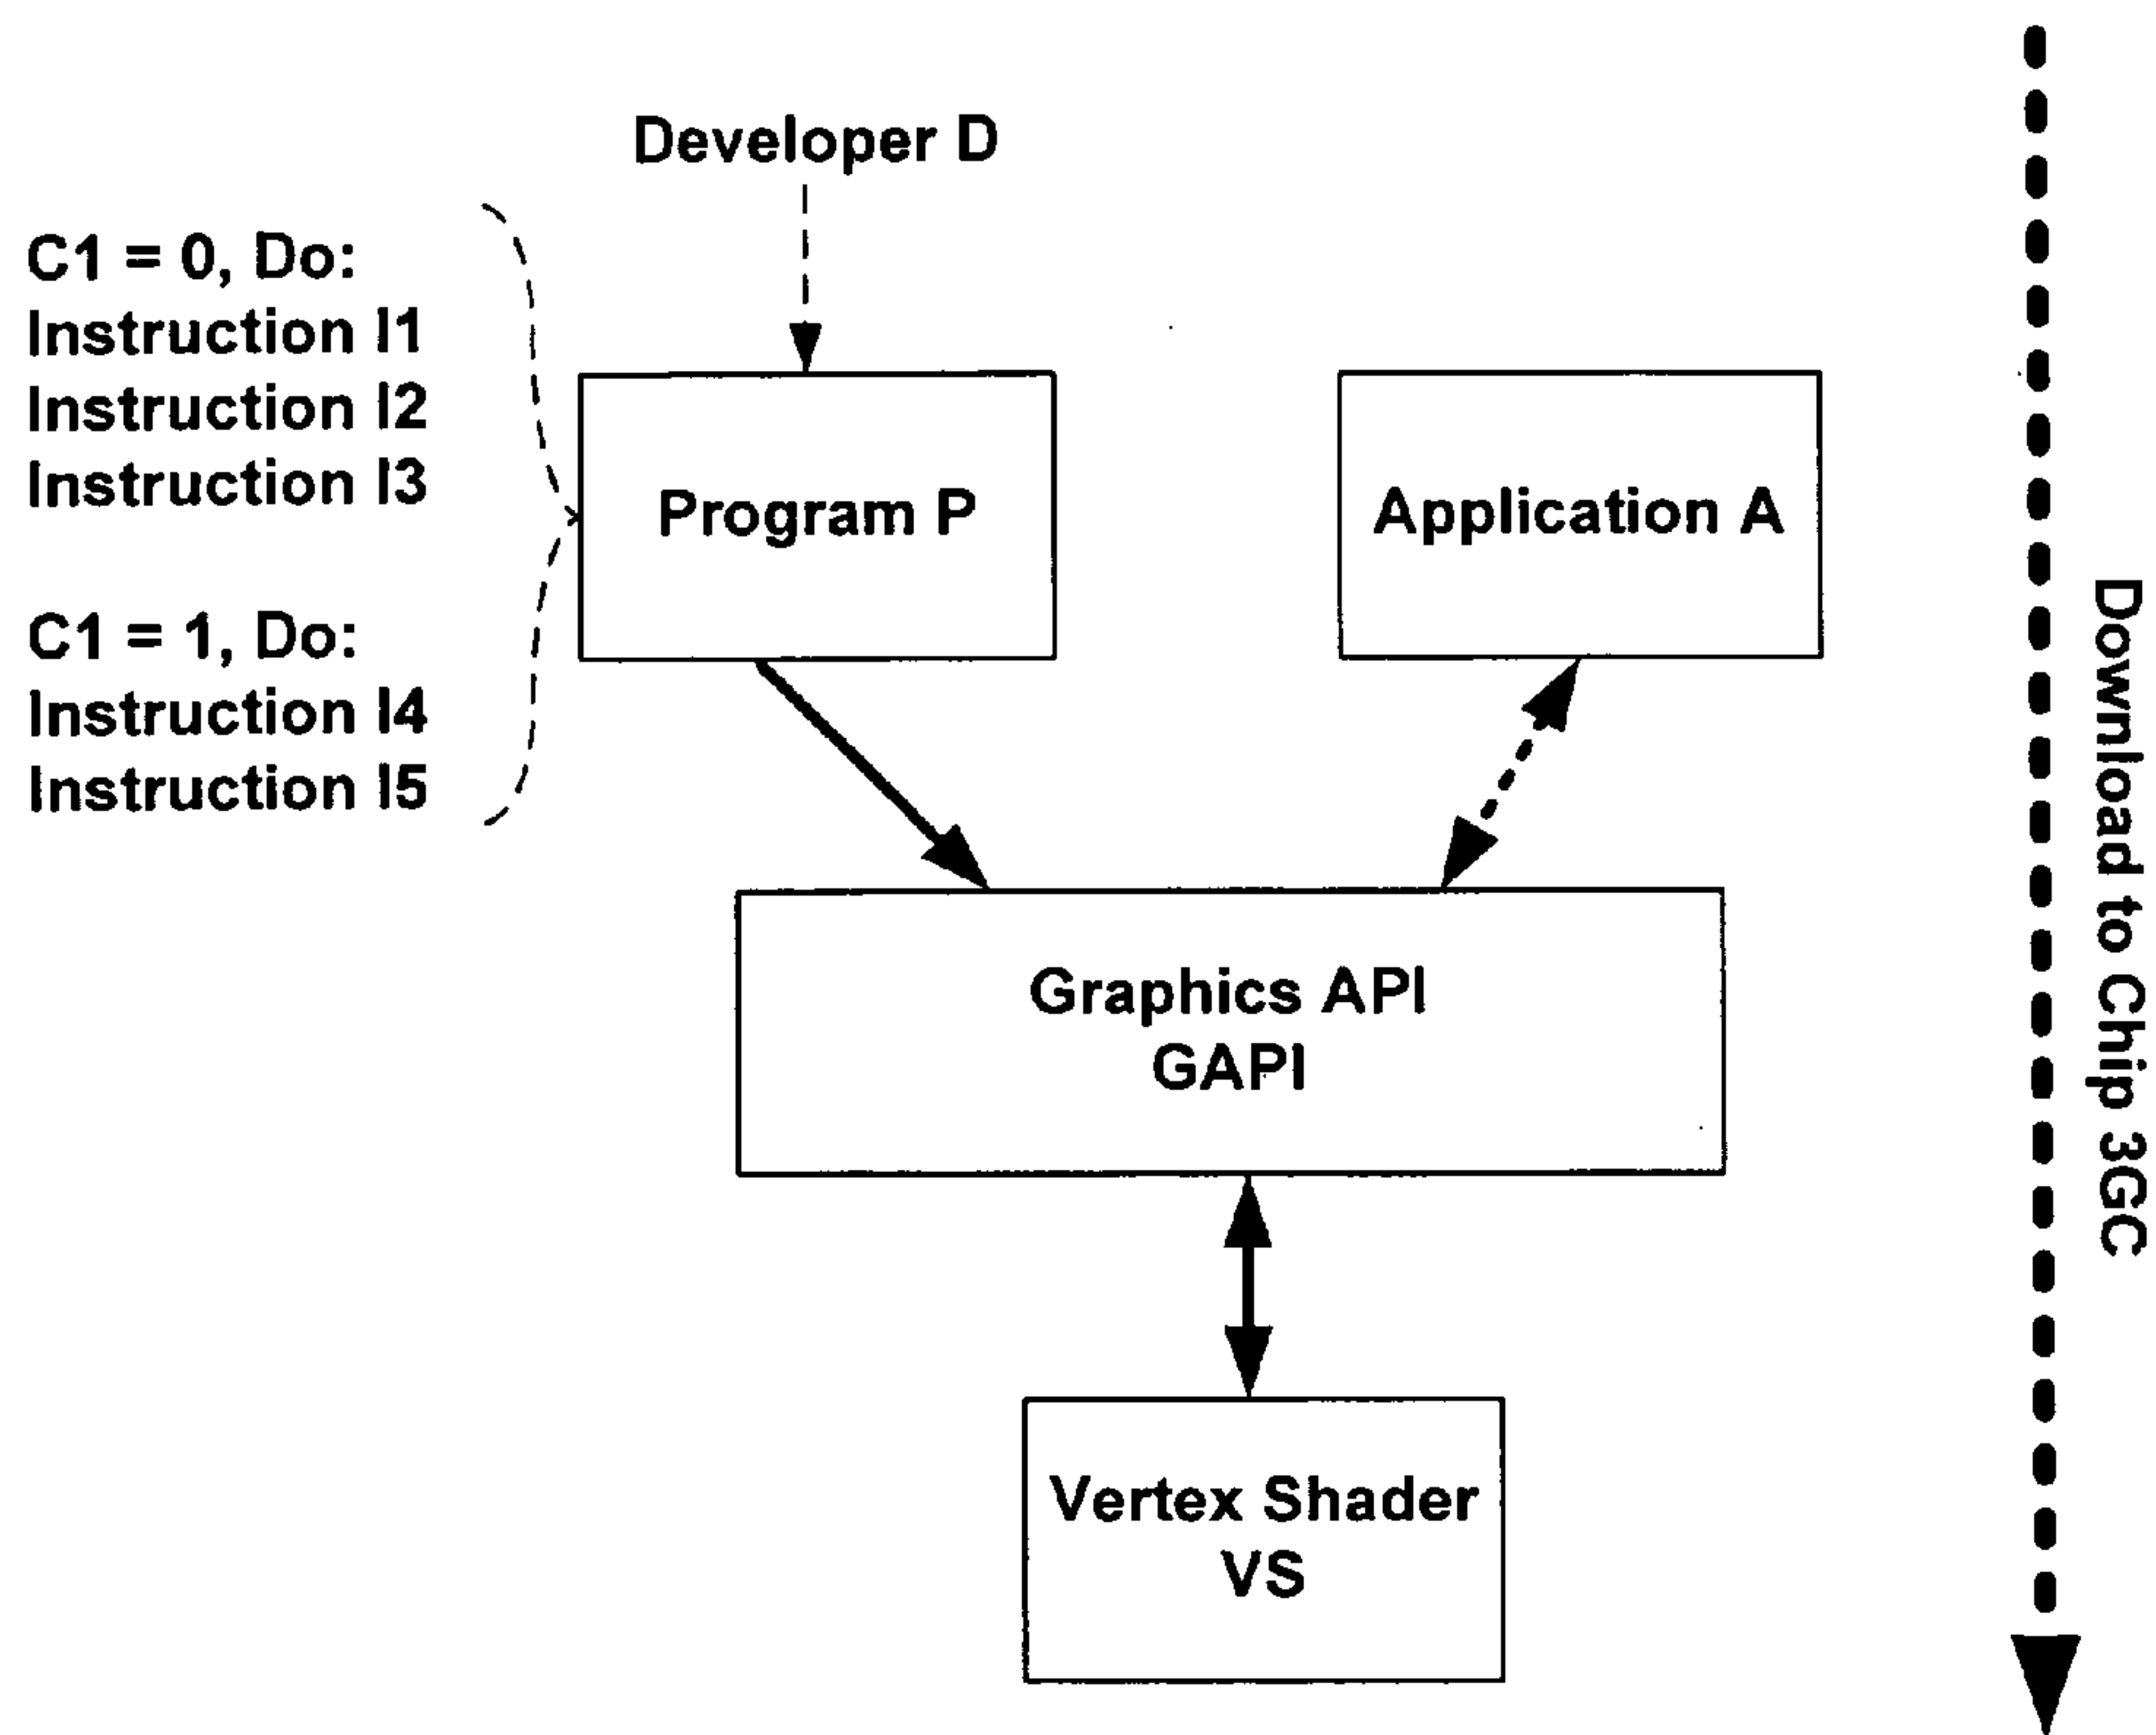 Developer D
C1 = 0, Do:
Instruction I1
Instruction I2
Instruction I3
C1 = 1, Do:
Instruction I4
Instruction I5
Program P
Application A
Graphics API
GAPI
Vertex Shader
VS
Download to Chip 3GC